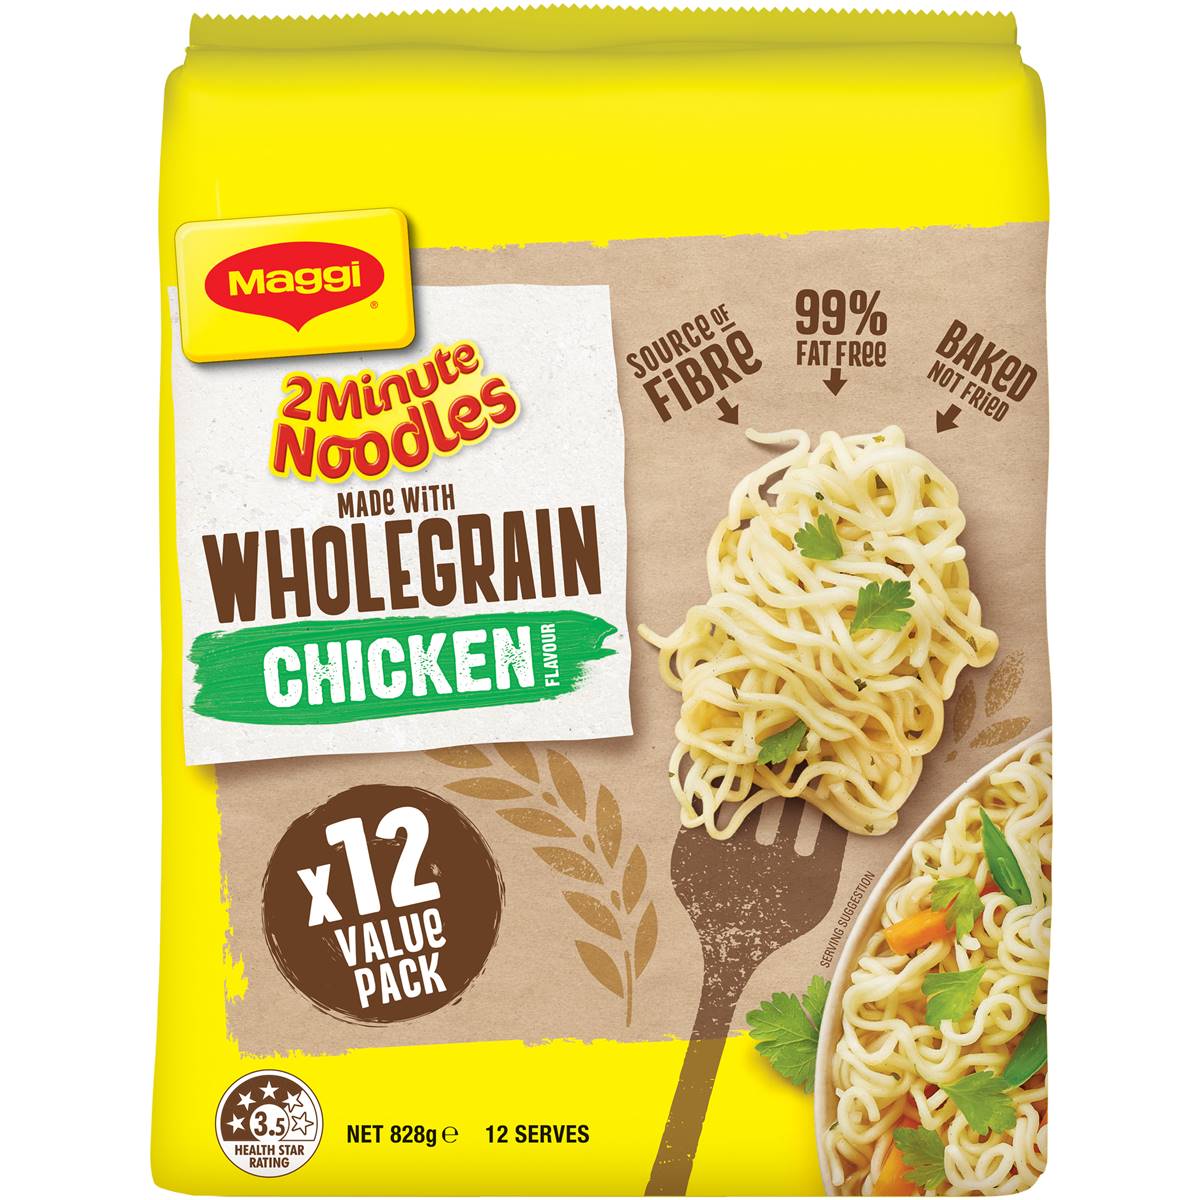 Maggi
®
2 Minute
Noodles
MADE WITH
WHOLEGRAIN
CHICKEN
FLAVOUR
SOURCE OF
FIBRE
99%
FAT FREE
BAKED
NOT FRIED
x12
VALUE
PACK
SERVING SUGGESTION
3.5
HEALTH STAR
RATING
NET 828g e 12 SERVES